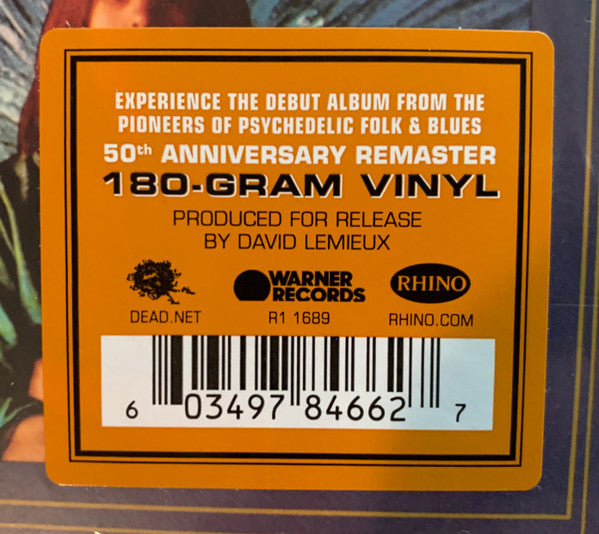 EXPERIENCE THE DEBUT ALBUM FROM THE
PIONEERS OF PSYCHEDELIC FOLK & BLUES
50th ANNIVERSARY REMASTER
180-GRAM VINYL
PRODUCED FOR RELEASE
BY DAVID LEMIEUX
WARNER RECORDS
RHINO
DEAD.NET
R1 1689
RHINO.COM
6 03497 84662 7